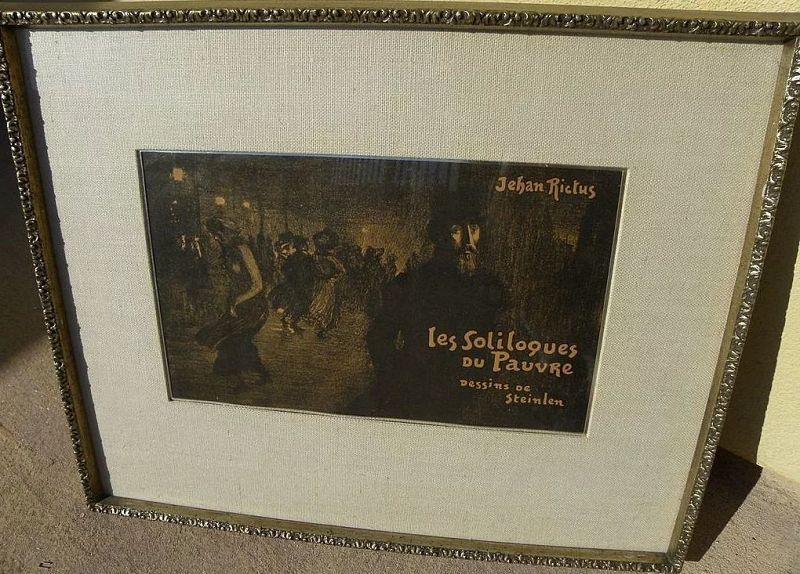 Jehan Rictus
les Soliloques
DU PAUVRE
DESSINS DE
Steinlen